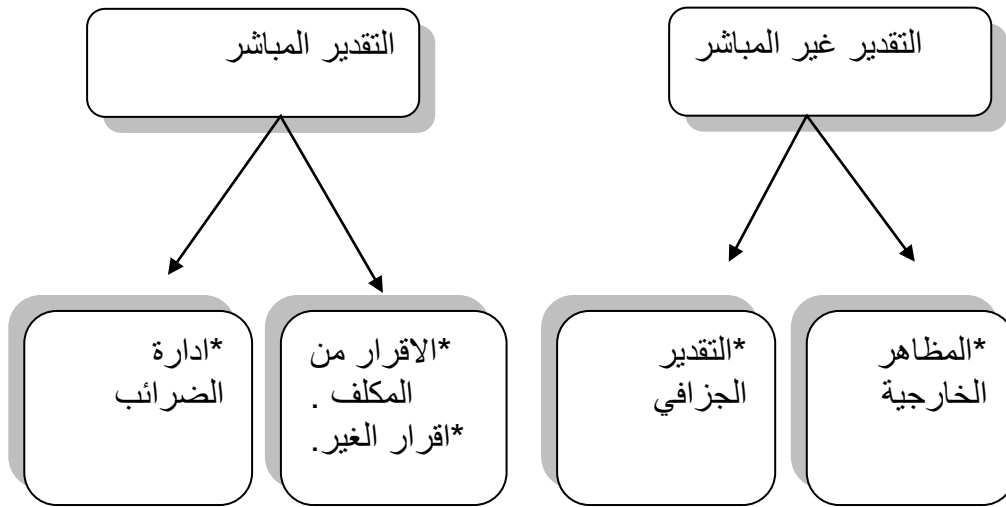 التقدير غير المباشر
التقدير المباشر
*المظاهر
الخارجية
*التقدير
الجزافي
*الاقرار من
المكلف .
*اقرار الغير.
*ادارة
الضرائب